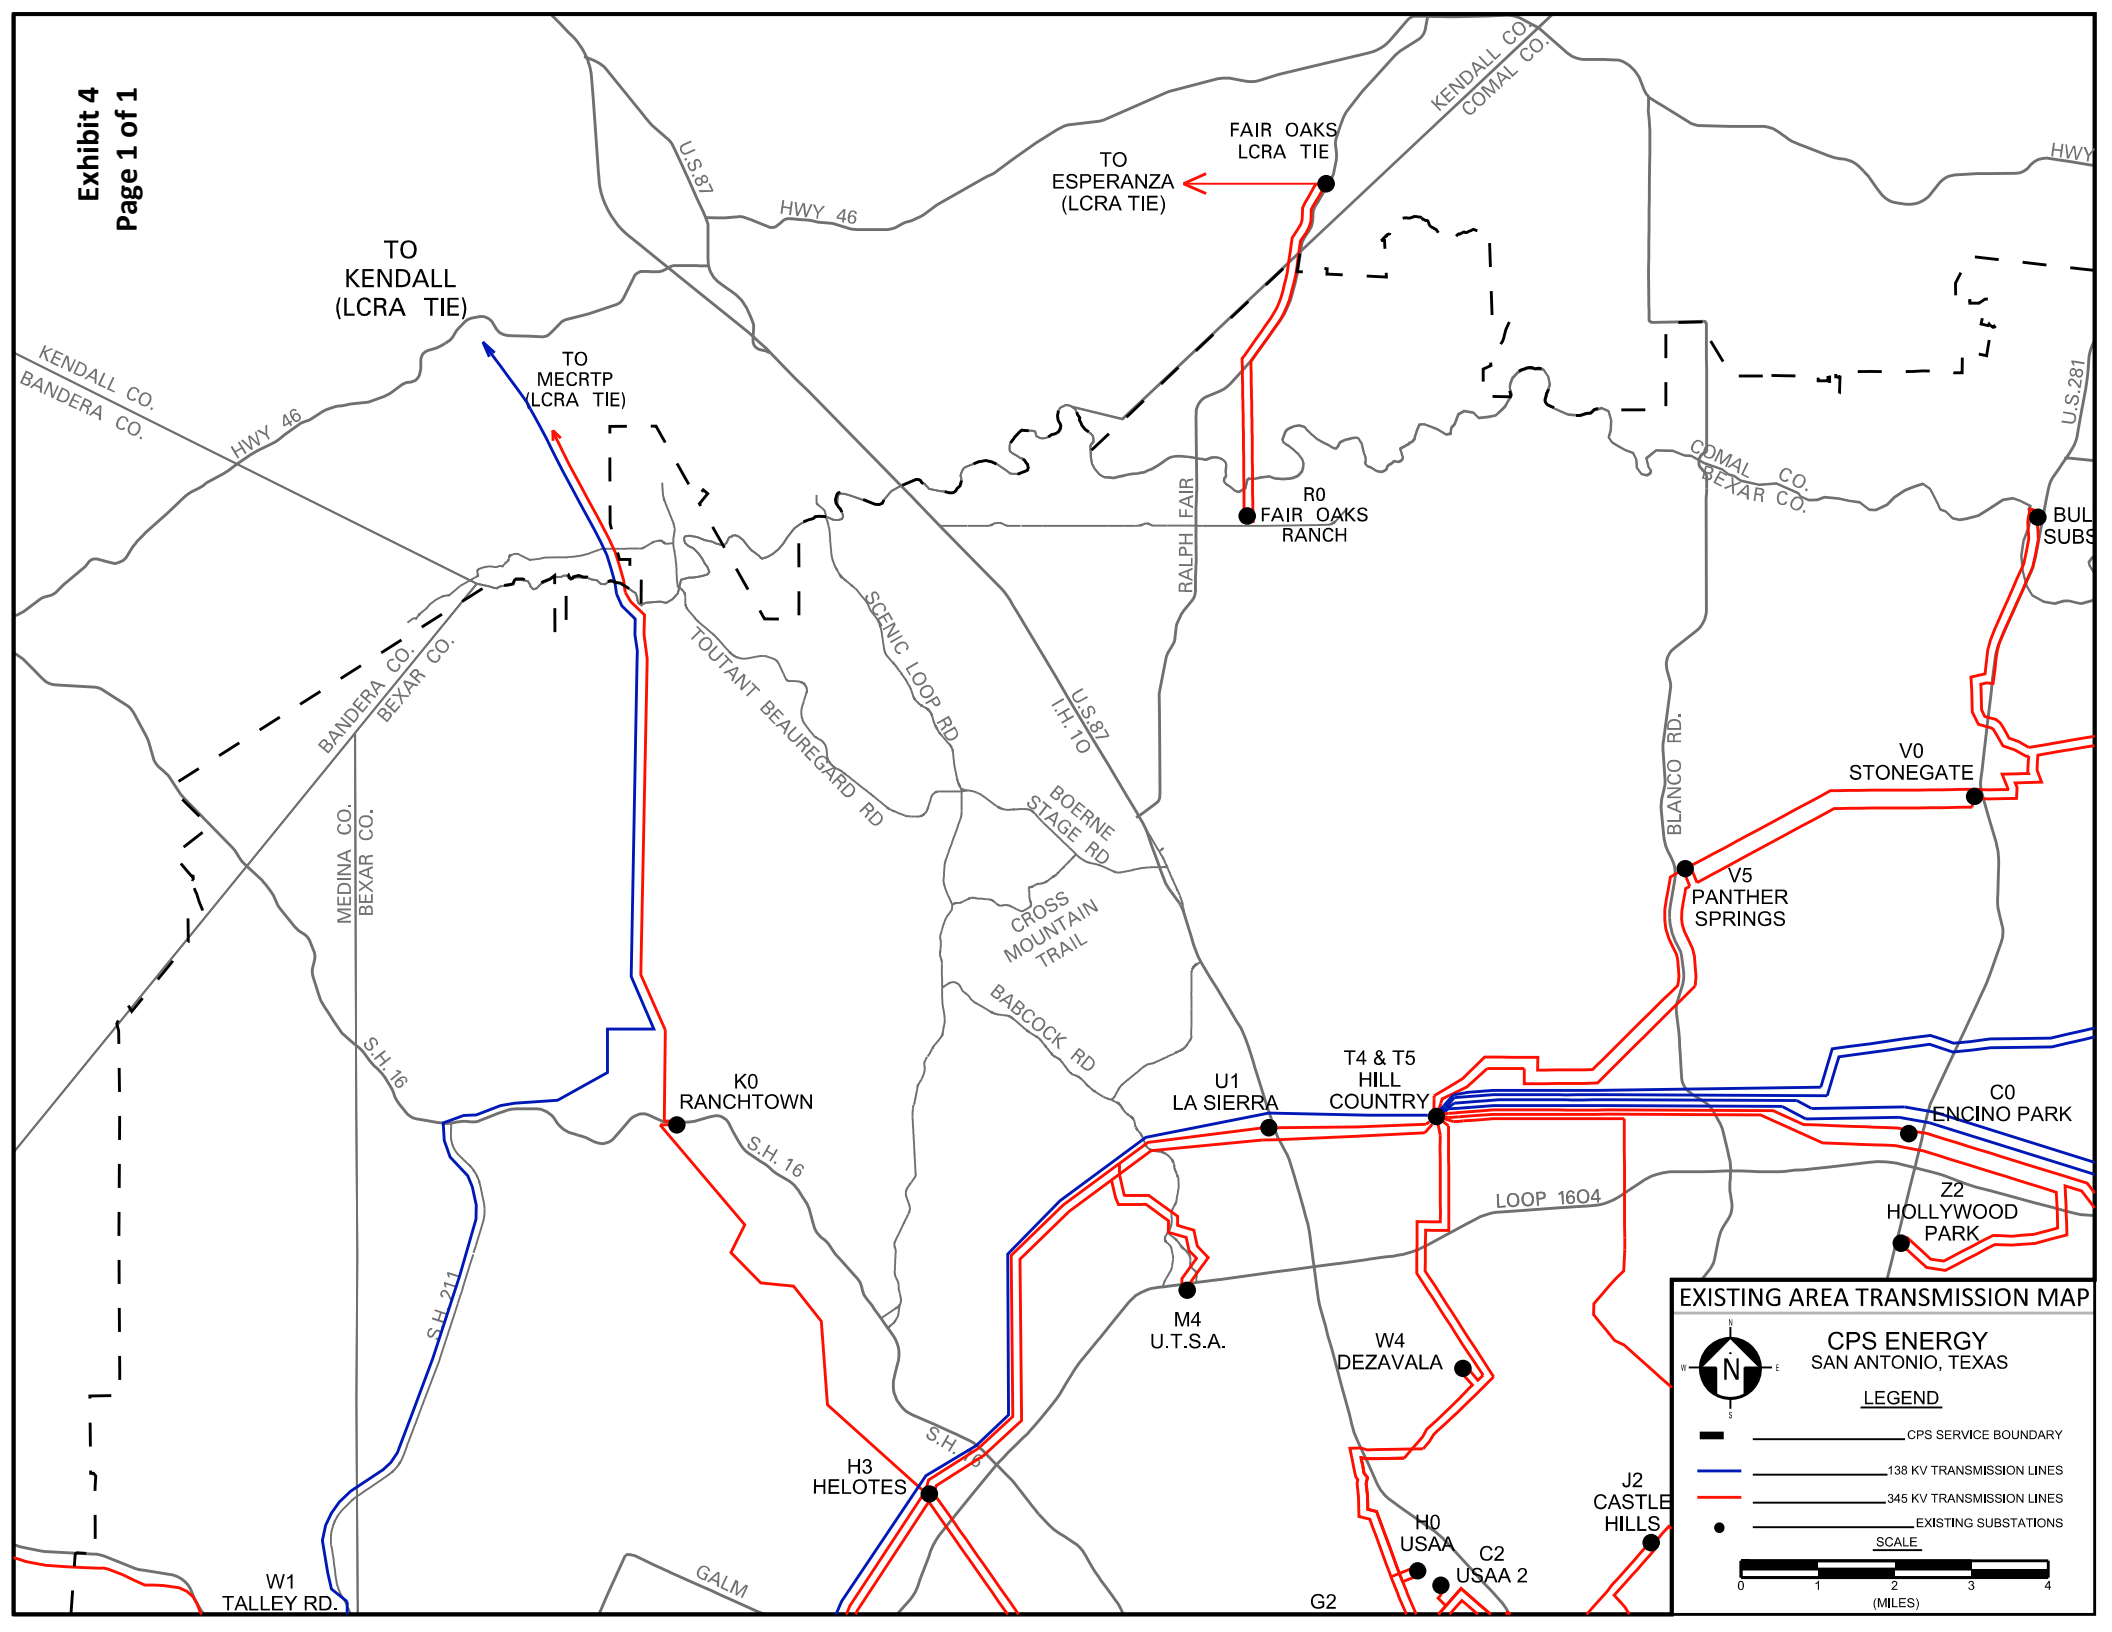 Exhibit 4
Page 1 of 1
KENDALL CO.
COMAL CO.
FAIR OAKS
LCRA TIE
TO
ESPERANZA
(LCRA TIE)
U.S.87
HWY
HWY 46
TO
KENDALL
(LCRA TIE)
KENDALL CO.
BANDERA CO.
TO
MECRTP
(LCRA TIE)
HWY 46
U.S.281
COMAL CO.
BEXAR CO.
R0
FAIR OAKS
RANCH
RALPH FAIR
BUL
SUBS
SCENIC LOOP RD
TOUTANT BEAUREGARD RD
BANDERA CO.
BEXAR CO.
U.S.87
I.H.10
BLANCO RD.
V0
STONEGATE
BOERNE
STAGE RD
MEDINA CO.
BEXAR CO.
V5
PANTHER
SPRINGS
CROSS
MOUNTAIN
TRAIL
BABCOCK RD
S.H.16
K0
RANCHTOWN
U1
LA SIERRA
T4 & T5
HILL
COUNTRY
C0
ENCINO PARK
S.H. 16
LOOP 1604
Z2
HOLLYWOOD
PARK
S.H. 211
M4
U.T.S.A.
W4
DEZAVALA
S.H. 16
H3
HELOTES
J2
CASTLE
HILLS
H0
USAA
C2
USAA 2
G2
GALM
W1
TALLEY RD.
EXISTING AREA TRANSMISSION MAP
N
W
N
E
S
CPS ENERGY
SAN ANTONIO, TEXAS
LEGEND
CPS SERVICE BOUNDARY
138 KV TRANSMISSION LINES
345 KV TRANSMISSION LINES
EXISTING SUBSTATIONS
SCALE
0 1 2 3 4
(MILES)